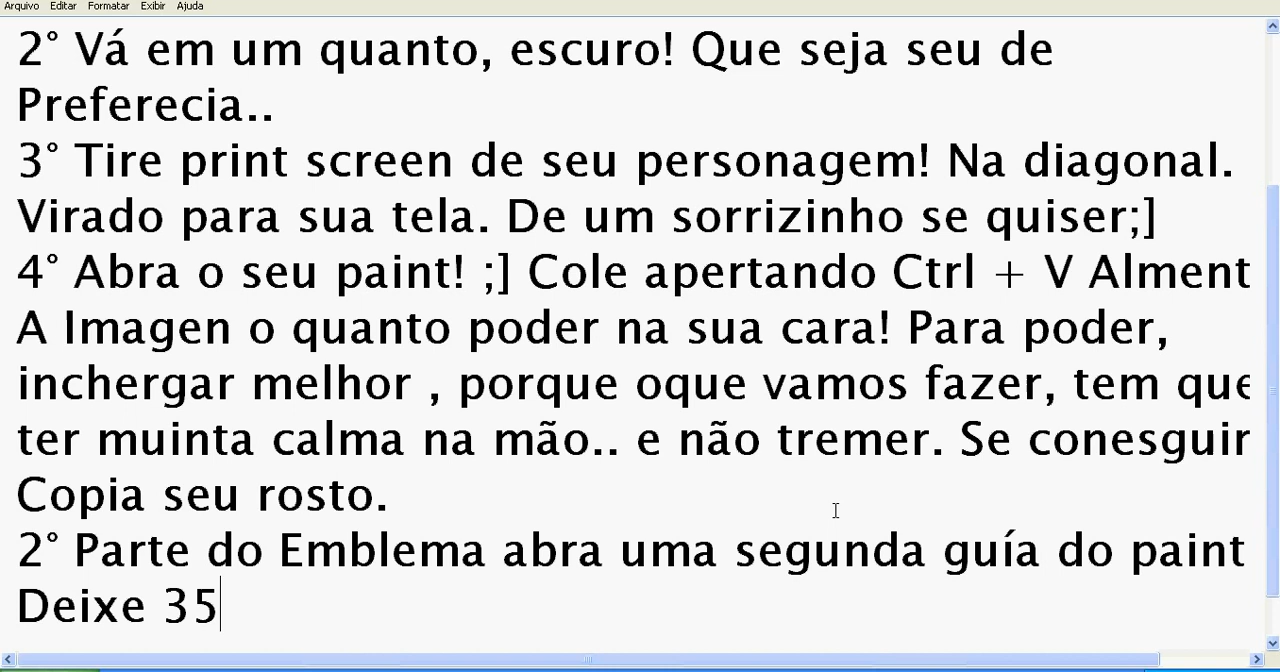 Arquivo Editar Formatar Exibir Ajuda
2° Vá em um quanto, escuro! Que seja seu de
Preferecia..
3° Tire print screen de seu personagem! Na diagonal.
Virado para sua tela. De um sorrizinho se quiser;]
4° Abra o seu paint! ;] Cole apertando Ctrl + V Alment
A Imagen o quanto poder na sua cara! Para poder,
inchergar melhor , porque oque vamos fazer, tem que
ter muinta calma na mão.. e não tremer. Se conesguir
Copia seu rosto.
2° Parte do Emblema abra uma segunda guía do paint
Deixe 35